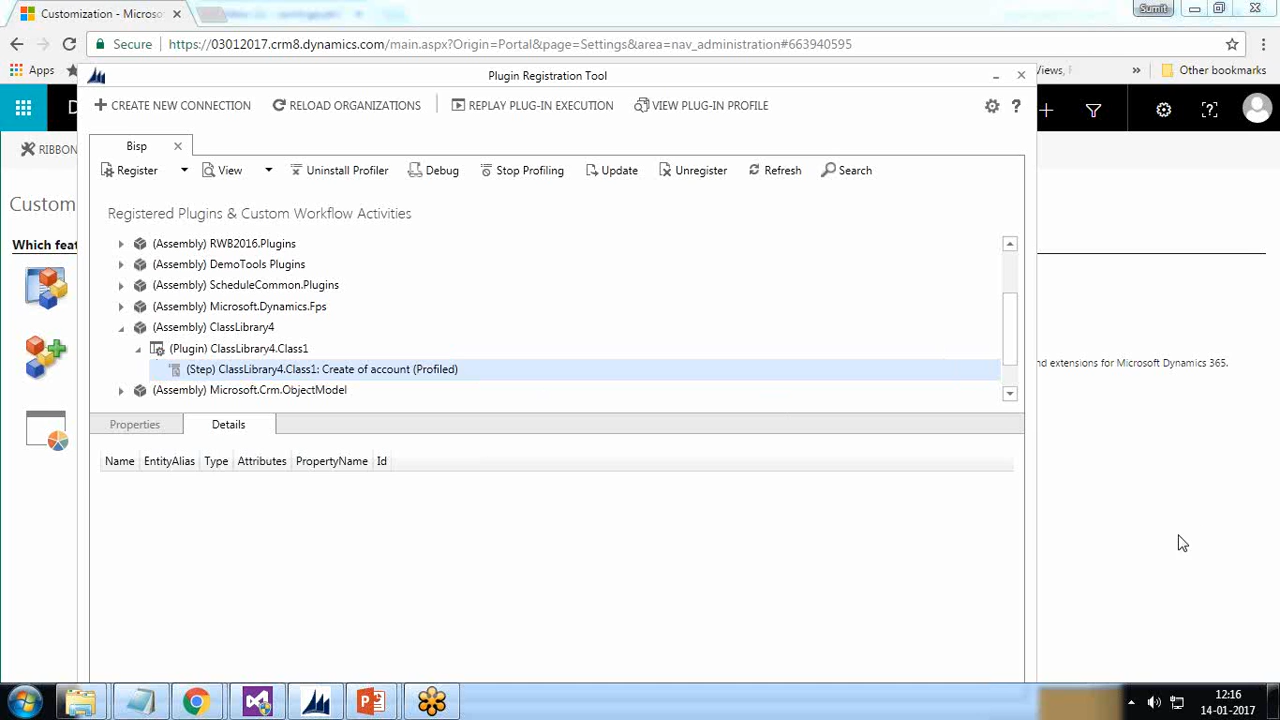 Customization - Microso
Sumit
Secure https://03012017.crm8.dynamics.com/main.aspx?Origin=Portal&page=Settings&area=nav_administration#663940595
Apps
Views,
» Other bookmarks
Plugin Registration Tool
CREATE NEW CONNECTION
RELOAD ORGANIZATIONS
REPLAY PLUG-IN EXECUTION
VIEW PLUG-IN PROFILE
D
RIBBON
Bisp
Register
View
Uninstall Profiler
Debug
Stop Profiling
Update
Unregister
Refresh
Search
Custom
Which feat
Registered Plugins & Custom Workflow Activities
(Assembly) RWB2016.Plugins
(Assembly) DemoTools Plugins
(Assembly) ScheduleCommon.Plugins
(Assembly) Microsoft.Dynamics.Fps
(Assembly) ClassLibrary4
(Plugin) ClassLibrary4.Class1
(Step) ClassLibrary4.Class1: Create of account (Profiled)
(Assembly) Microsoft.Crm.ObjectModel
nd extensions for Microsoft Dynamics 365.
Properties
Details
Name EntityAlias Type Attributes PropertyName Id
12:16
14-01-2017